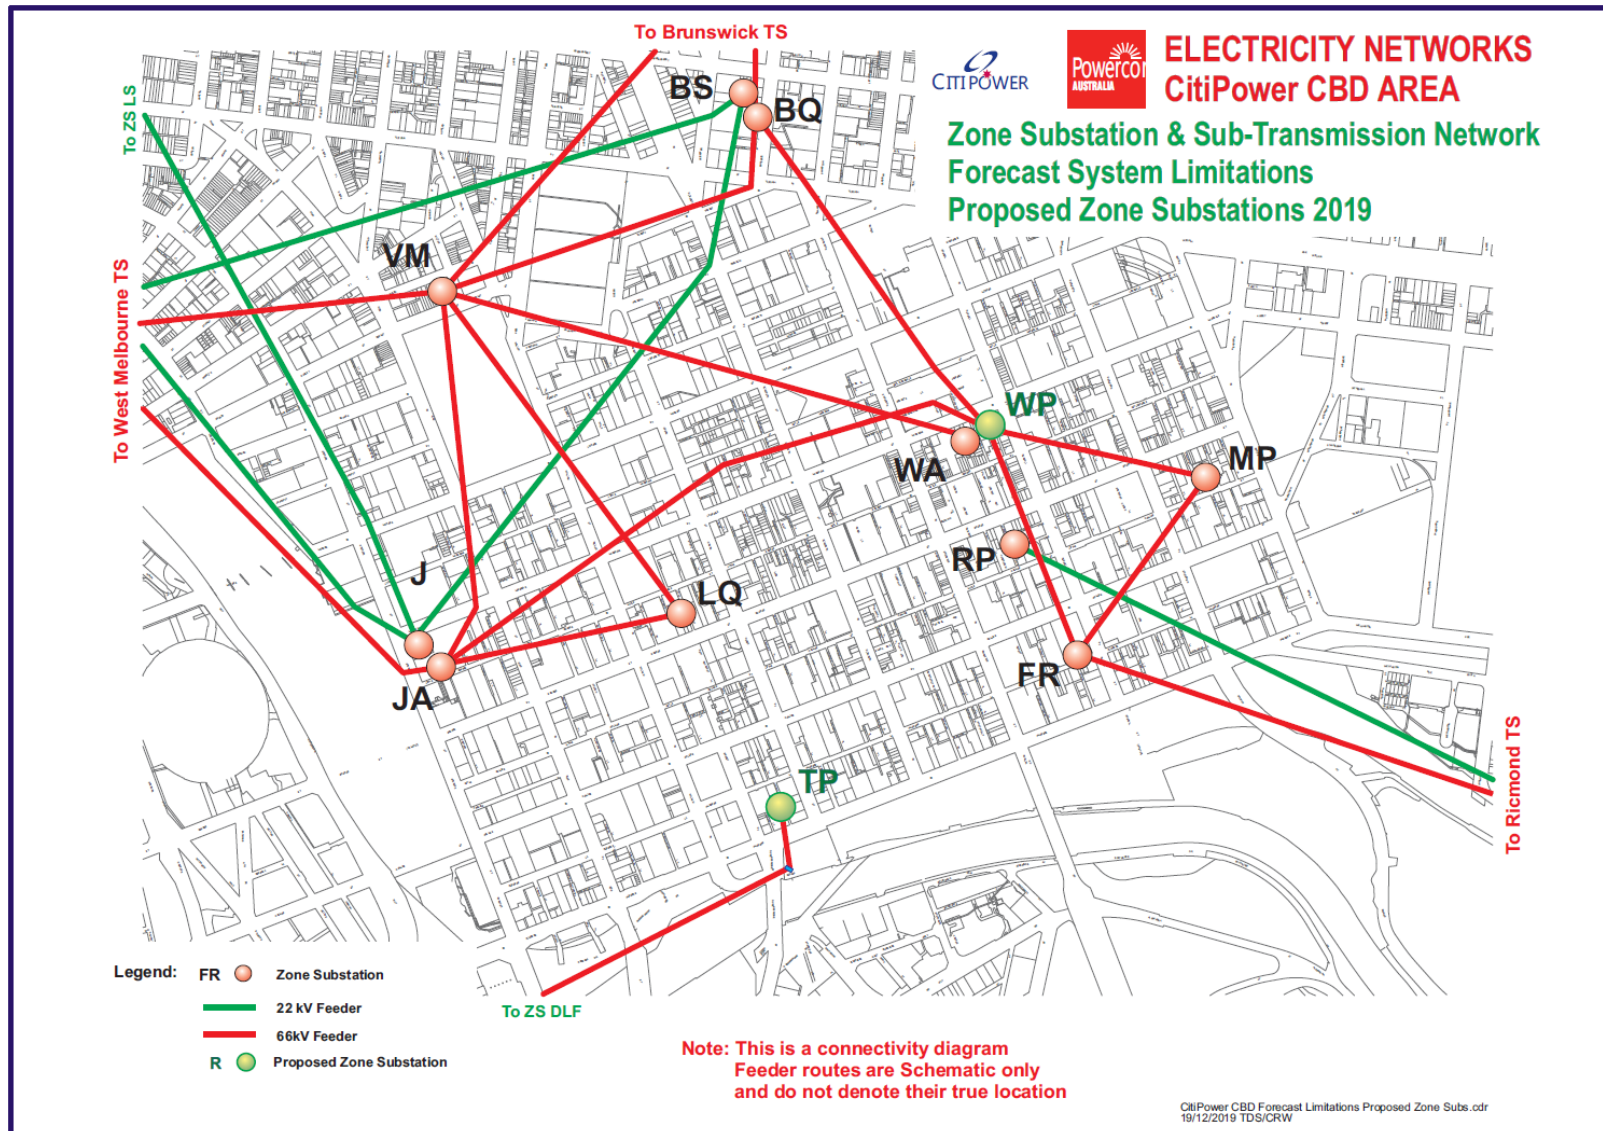 To Brunswick TS
CITIPOWER
Powercor
AUSTRALIA
ELECTRICITY NETWORKS
CitiPower CBD AREA
Zone Substation & Sub-Transmission Network
Forecast System Limitations
Proposed Zone Substations 2019
To ZS LS
BS
BQ
VM
To West Melbourne TS
WP
WA
MP
J
RP
LQ
FR
JA
TP
To Ricmond TS
Legend:
FR Zone Substation
22 kV Feeder
66kV Feeder
R Proposed Zone Substation
To ZS DLF
Note: This is a connectivity diagram
Feeder routes are Schematic only
and do not denote their true location
CitiPower CBD Forecast Limitations Proposed Zone Subs.cdr
19/12/2019 TDS/CRW